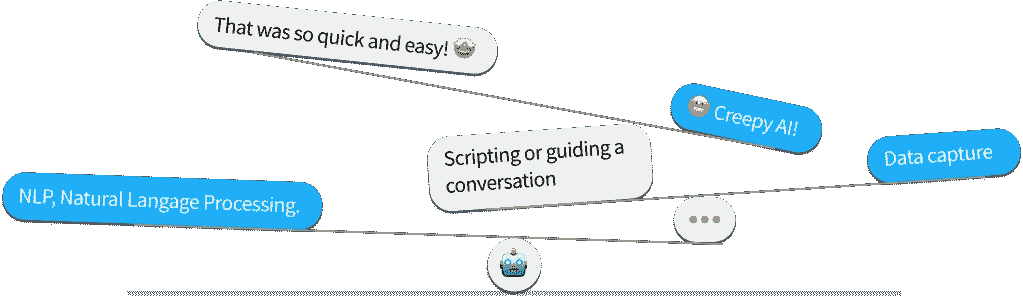 That was so quick and easy!
Creepy AI!
Scripting or guiding a
conversation
Data capture
NLP, Natural Langage Processing.